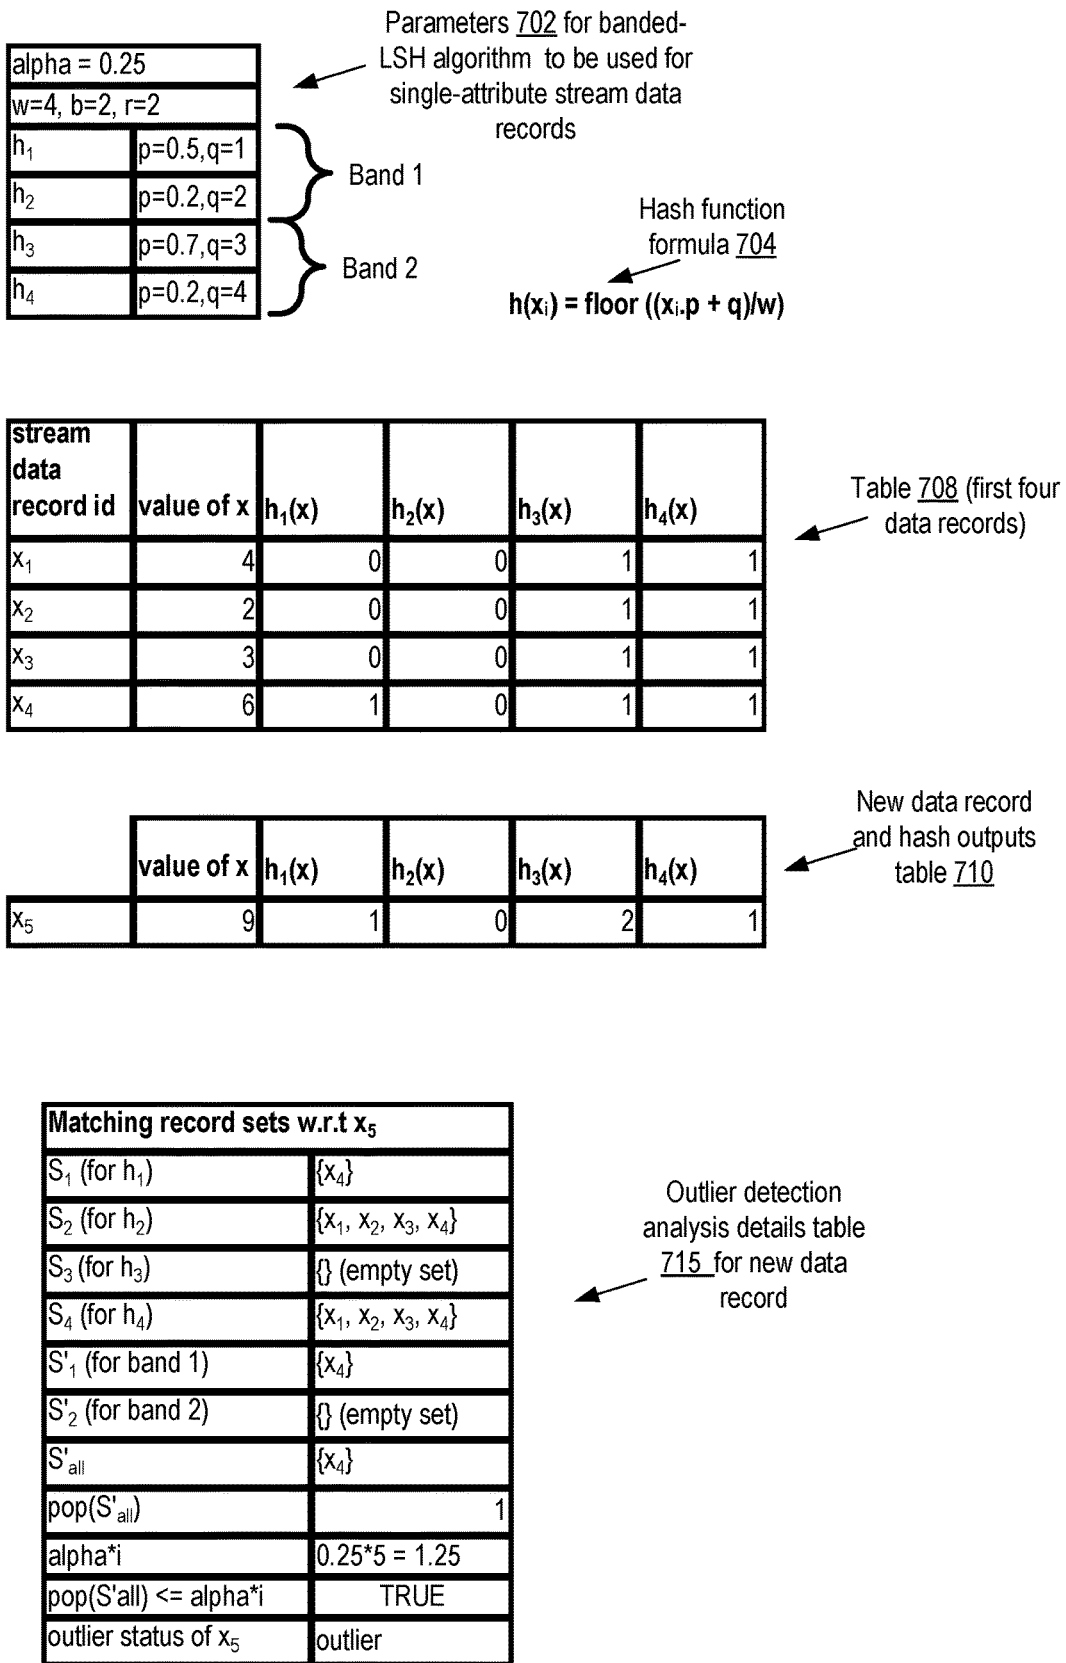 Parameters 702 for banded-
LSH algorithm to be used for
single-attribute stream data
records
alpha = 0.25
w=4, b=2, r=2
h₁ p=0.5,q=1
h₂ p=0.2,q=2
h₃ p=0.7,q=3
h₄ p=0.2,q=4
Band 1
Band 2
Hash function
formula 704
h(xᵢ) = floor ((xᵢ.p + q)/w)
stream
data
record id value of x h₁(x) h₂(x) h₃(x) h₄(x)
x₁ 4 0 0 1 1
x₂ 2 0 0 1 1
x₃ 3 0 0 1 1
x₄ 6 1 0 1 1
Table 708 (first four
data records)
value of x h₁(x) h₂(x) h₃(x) h₄(x)
x₅ 9 1 0 2 1
New data record
and hash outputs
table 710
Matching record sets w.r.t x₅
S₁ (for h₁) {x₄}
S₂ (for h₂) {x₁, x₂, x₃, x₄}
S₃ (for h₃) {} (empty set)
S₄ (for h₄) {x₁, x₂, x₃, x₄}
S'₁ (for band 1) {x₄}
S'₂ (for band 2) {} (empty set)
S'all {x₄}
pop(S'all) 1
alpha*i 0.25*5 = 1.25
pop(S'all) <= alpha*i TRUE
outlier status of x₅ outlier
Outlier detection
analysis details table
715 for new data
record